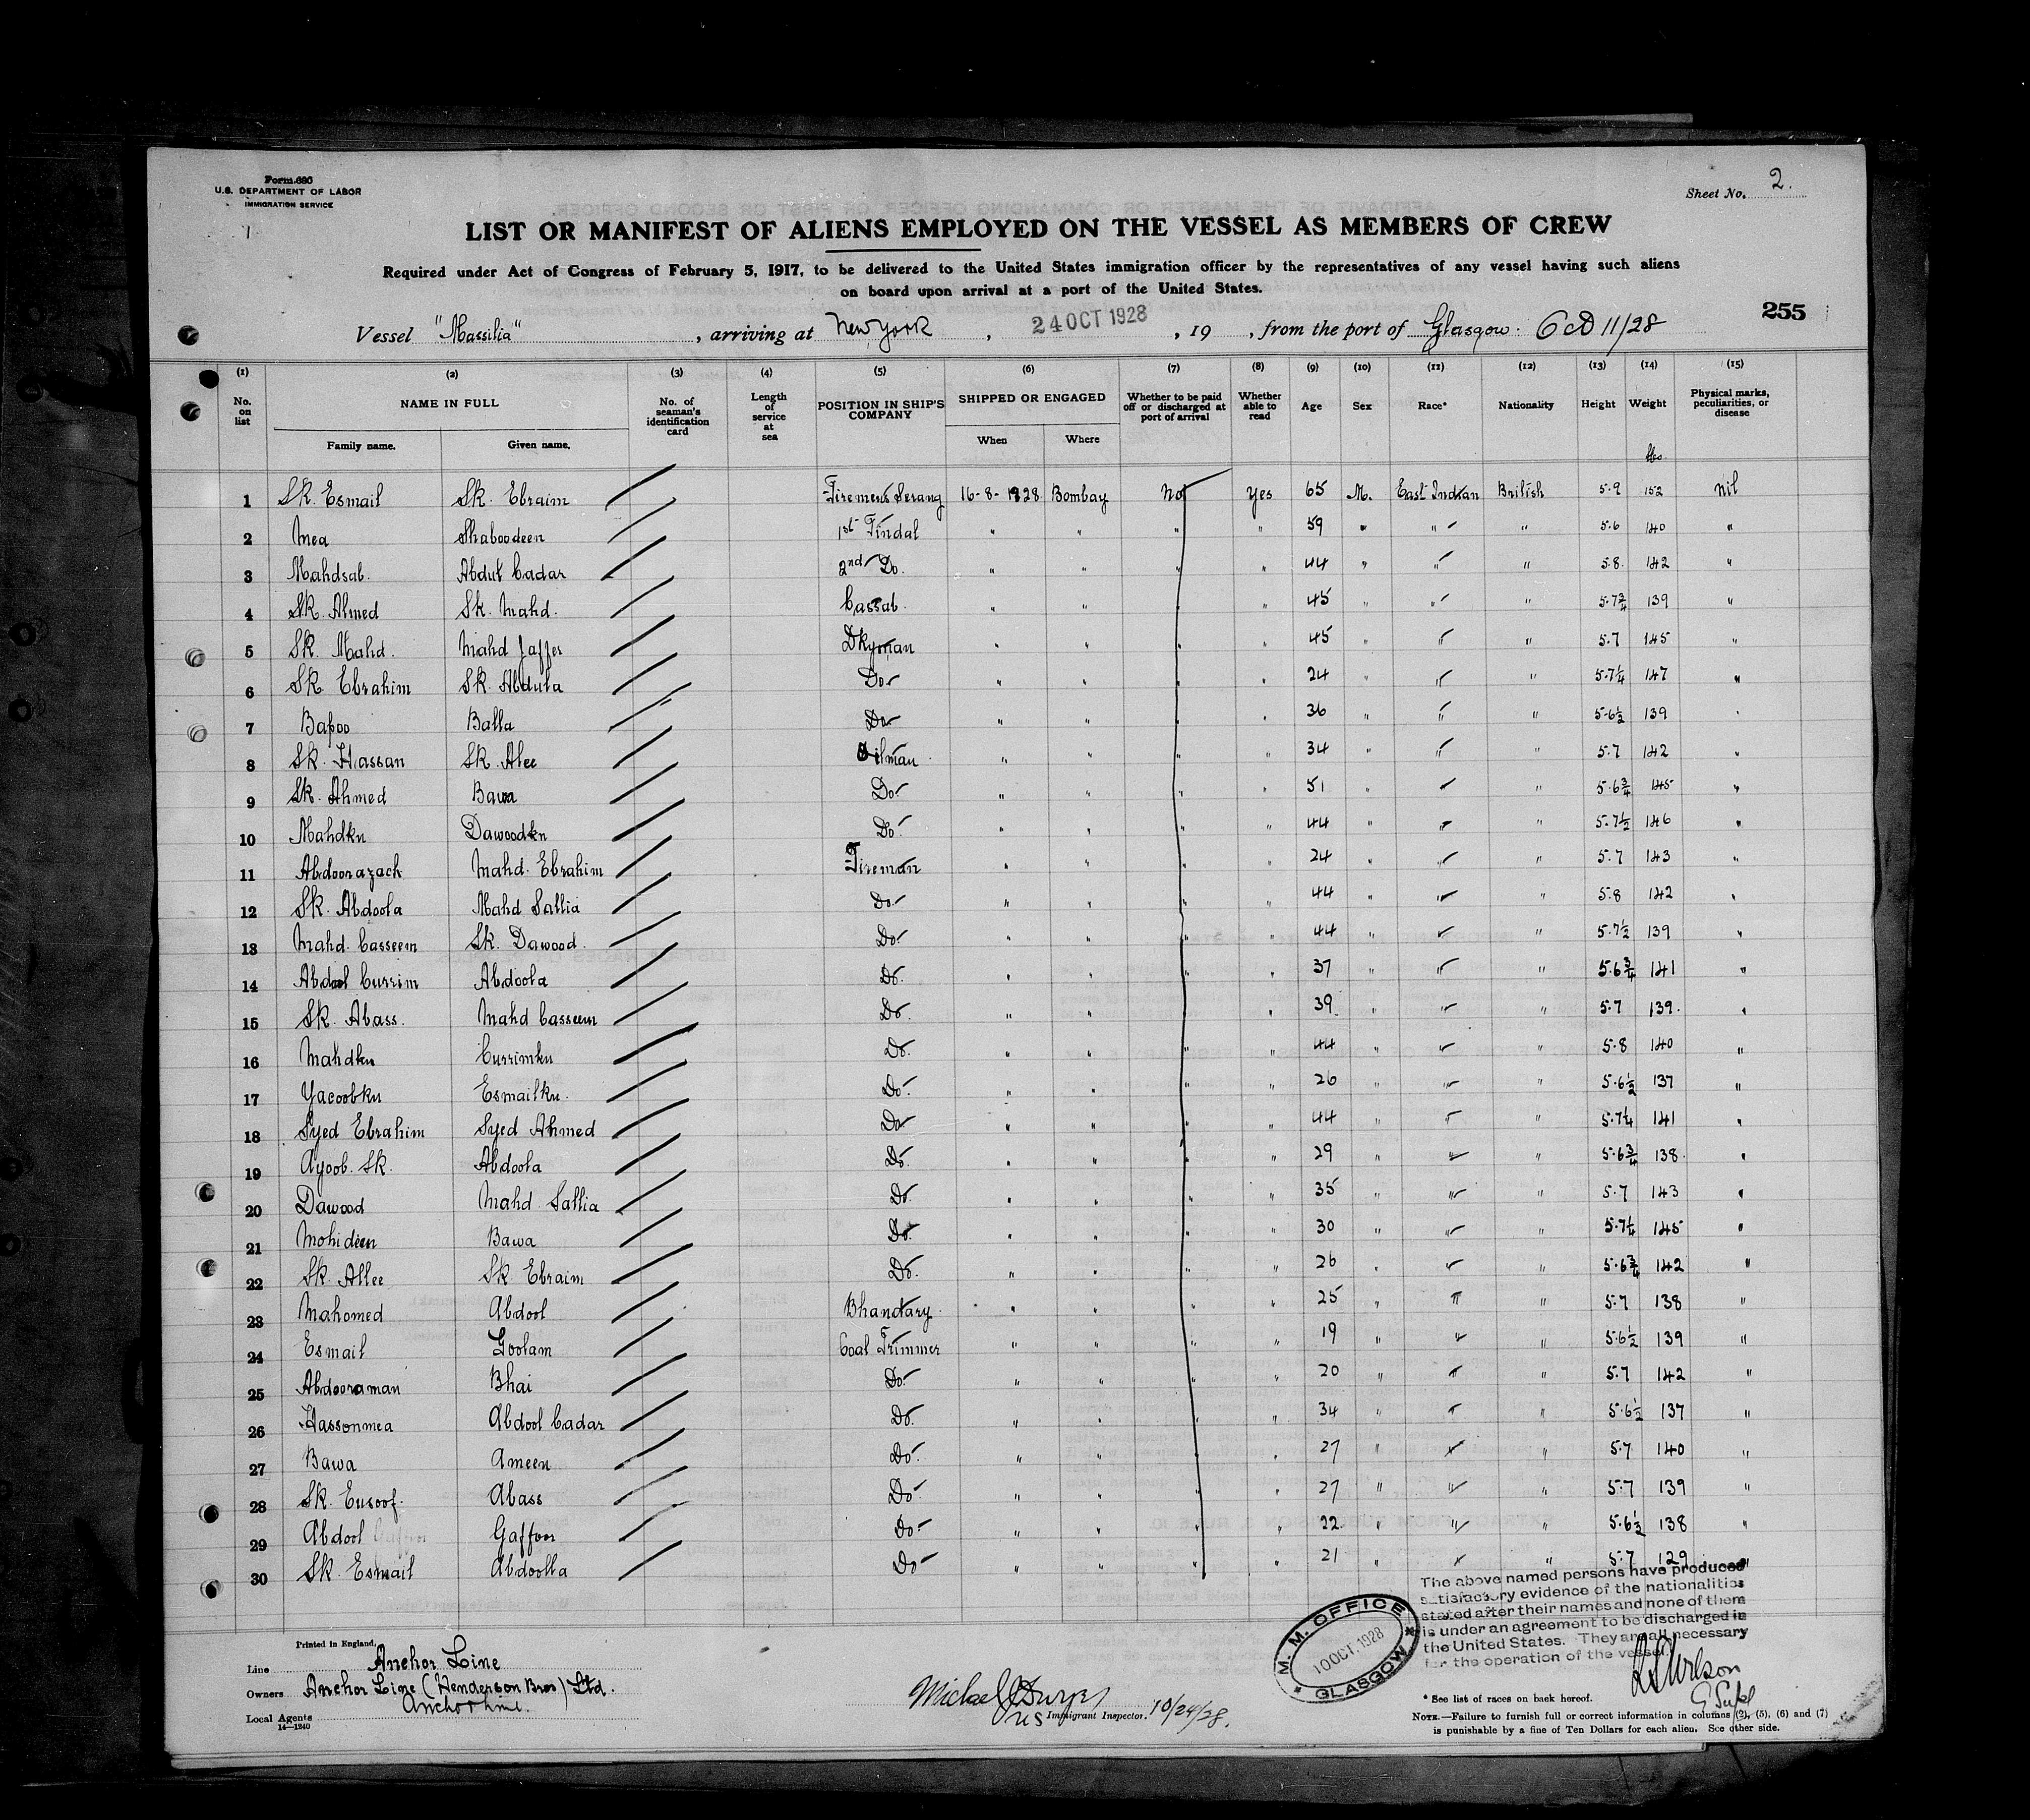 Form 680
U.S. DEPARTMENT OF LABOR
IMMIGRATION SERVICE
Sheet No. 2.
LIST OR MANIFEST OF ALIENS EMPLOYED ON THE VESSEL AS MEMBERS OF CREW
Required under Act of Congress of February 5, 1917, to be delivered to the United States immigration officer by the representatives of any vessel having such aliens
on board upon arrival at a port of the United States.
255
Vessel "Massilia", arriving at New York, 24 OCT 1928, 19 , from the port of Glasgow. Oct 11/28
(1) (2) (3) (4) (5) (6) (7) (8) (9) (10) (11) (12) (13) (14) (15)
No. on list NAME IN FULL Family name. Given name. No. of seaman's identification card Length of service at sea POSITION IN SHIP'S COMPANY SHIPPED OR ENGAGED When Where Whether to be paid off or discharged at port of arrival Whether able to read Age Sex Race* Nationality Height Weight Physical marks, peculiarities, or disease
lbs.
1 Sk. Esmail Sk. Ebraim Firemens Serang 16-8-1928 Bombay No Yes 65 M. East Indian British 5.9 152 nil
2 Mea Shaboodeen 1st Tindal " " " " 59 " " " 5.6 140 "
3 Mahdsab. Abdul Cadar 2nd Do. " " " " 44 " " " 5.8. 142 "
4 Sk. Ahmed Sk. Mahd. Cassab. " " " " 45 " " " 5.7¾ 139 "
5 Sk. Mahd. Mahd Jaffer Dkyman " " " " 45 " " " 5.7 145 "
6 Sk Ebrahim Sk. Abdula Do " " " " 24 " " " 5.7¼ 147 "
7 Bapoo Balla Do " " " " 36 " " " 5.6½ 139 "
8 Sk. Hassan Sk. Alee Oilman " " " " 34 " " " 5.7 142 "
9 Sk. Ahmed Bawa Do " " " " 51 " " " 5.6¾ 145 "
10 Mahdkn Dawoodkn Do " " " " 44 " " " 5.7½ 146 "
11 Abdoorazack Mahd. Ebrahim Fireman " " " " 24 " " " 5.7 143 "
12 Sk. Abdoola Mahd Sallia Do " " " " 44 " " " 5.8 142 "
13 Mahd. Casseem Sk. Dawood. Do " " " " 44 " " " 5.7½ 139 "
14 Abdool Currim Abdoola Do. " " " " 37 " " " 5.6¾ 141 "
15 Sk. Abass. Mahd Casseem Do. " " " " 39 " " " 5.7 139. "
16 Mahdkn Currimkn Do. " " " " 44 " " " 5.8 140 "
17 Yacoobkn Esmailkn. Do. " " " " 26 " " " 5.6½ 137 "
18 Syed Ebrahim Syed Ahmed Do " " " " 44 " " " 5.7¼ 141 "
19 Ayoob. Sk. Abdoola Do. " " " " 29 " " " 5.6¾ 138. "
20 Dawood Mahd Sallia Do. " " " " 35 " " " 5.7 143 "
21 Mohideen Bawa Do. " " " " 30 " " " 5.7¼ 145 "
22 Sk. Allee Sk Ebraim Do. " " " " 26 " " " 5.6¾ 142 "
23 Mahomed Abdool Bhandary. " " " " 25 " " " 5.7 138 "
24 Esmail Goolam Coal Trimmer " " " " 19 " " " 5.6½ 139 "
25 Abdooraman Bhai Do " " " " 20 " " " 5.7 142 "
26 Hassonmea Abdool Cadar Do. " " " " 34 " " " 5.6½ 137 "
27 Bawa Ameen Do. " " " " 27 " " " 5.7 140 "
28 Sk. Eusoof. Abass Do " " " " 27 " " " 5.7 139 "
29 Abdool Gaffoor Do " " " " 22 " " " 5.6½ 138 "
30 Sk. Esmail Abdoolla Do " " " " 21 " " " 5.7 129 "
The above named persons have produced
satisfactory evidence of the nationalities
stated after their names and none of them
is under an agreement to be discharged in
the United States. They are all necessary
for the operation of the vessel.
M. M. OFFICE
10 OCT. 1928
GLASGOW
Printed in England.
Line Anchor Line
Owners Anchor Line (Henderson Bros) Ltd.
Local Agents Anchor Line.
14—1240
Michael
US Immigrant Inspector. 10/24/28.
* See list of races on back hereof.
NOTE.—Failure to furnish full or correct information in columns (2), (5), (6) and (7)
is punishable by a fine of Ten Dollars for each alien. See other side.